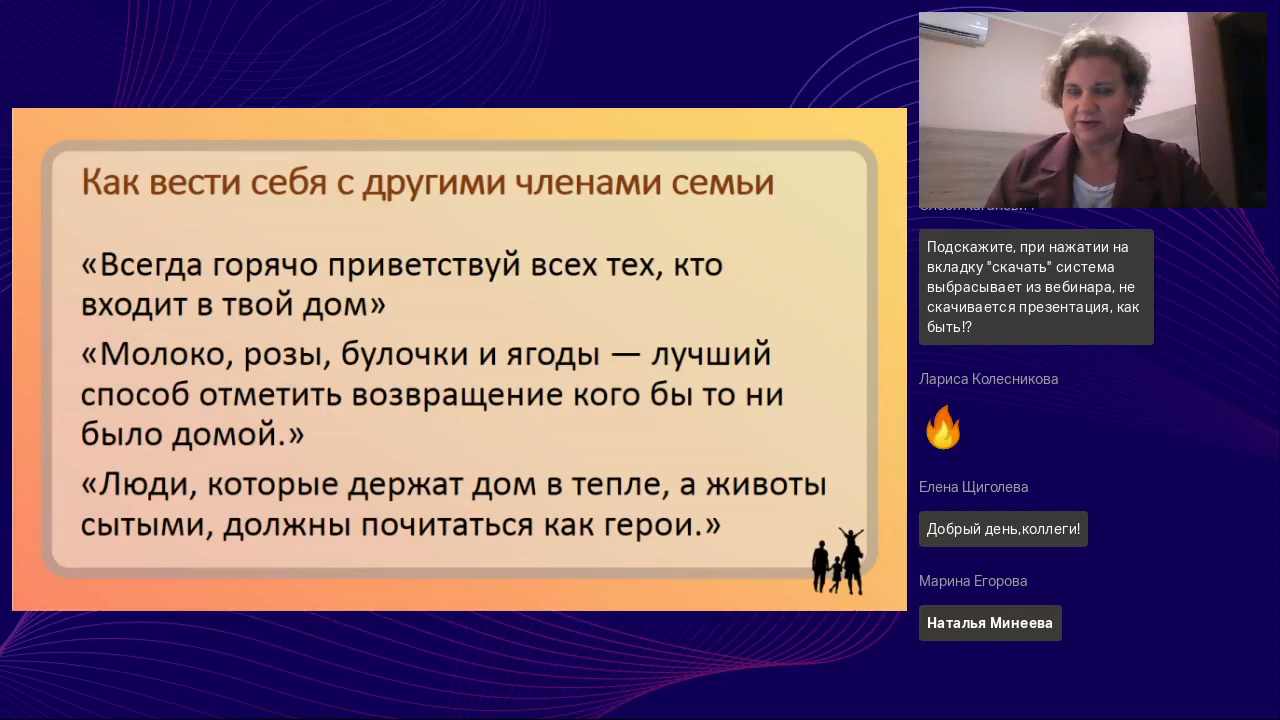 Как вести себя с другими членами семьи
«Всегда горячо приветствуй всех тех, кто
входит в твой дом»
«Молоко, розы, булочки и ягоды — лучший
способ отметить возвращение кого бы то ни
было домой.»
«Люди, которые держат дом в тепле, а животы
сытыми, должны почитаться как герои.»
Подскажите, при нажатии на
вкладку "скачать" система
выбрасывает из вебинара, не
скачивается презентация, как
быть!?
Лариса Колесникова
Елена Щиголева
Добрый день,коллеги!
Марина Егорова
Наталья Минеева